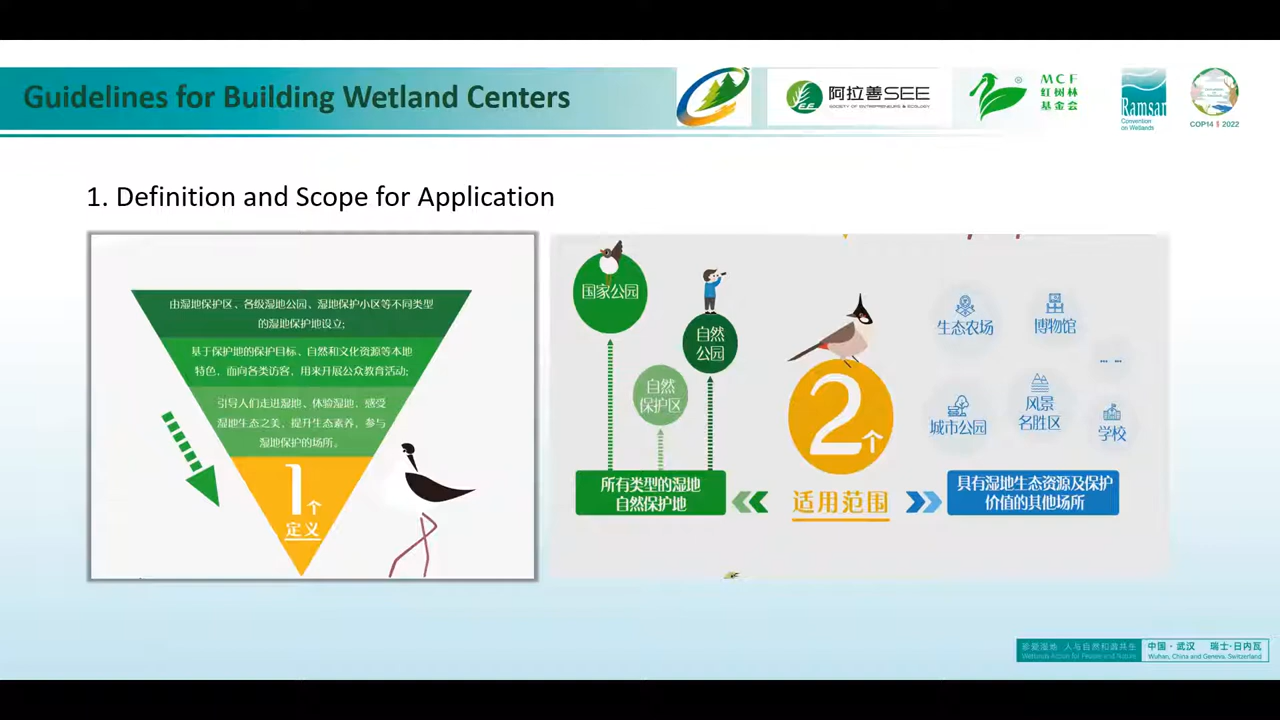 Guidelines for Building Wetland Centers
阿拉善SEE
SOCIETY OF ENTREPRENEURS & ECOLOGY
MCF
红树林
基金会
Ramsar
Convention
on Wetlands
COP14 2022
1. Definition and Scope for Application
由湿地保护区、各级湿地公园、湿地保护小区等不同类型
的湿地保护地设立;
基于保护地的保护目标、自然和文化资源等本地
特色，面向各类访客，用来开展公众教育活动;
引导人们走进湿地、体验湿地，感受
湿地生态之美，提升生态素养，参与
湿地保护的场所。
1个
定义
国家公园
自然
公园
自然
保护区
所有类型的湿地
自然保护地
2个
适用范围
生态农场
博物馆
... ...
城市公园
风景
名胜区
学校
具有湿地生态资源及保护
价值的其他场所
珍爱湿地 人与自然和谐共生
Wetlands Action for People and Nature
中国·武汉 瑞士·日内瓦
Wuhan, China and Geneva, Switzerland